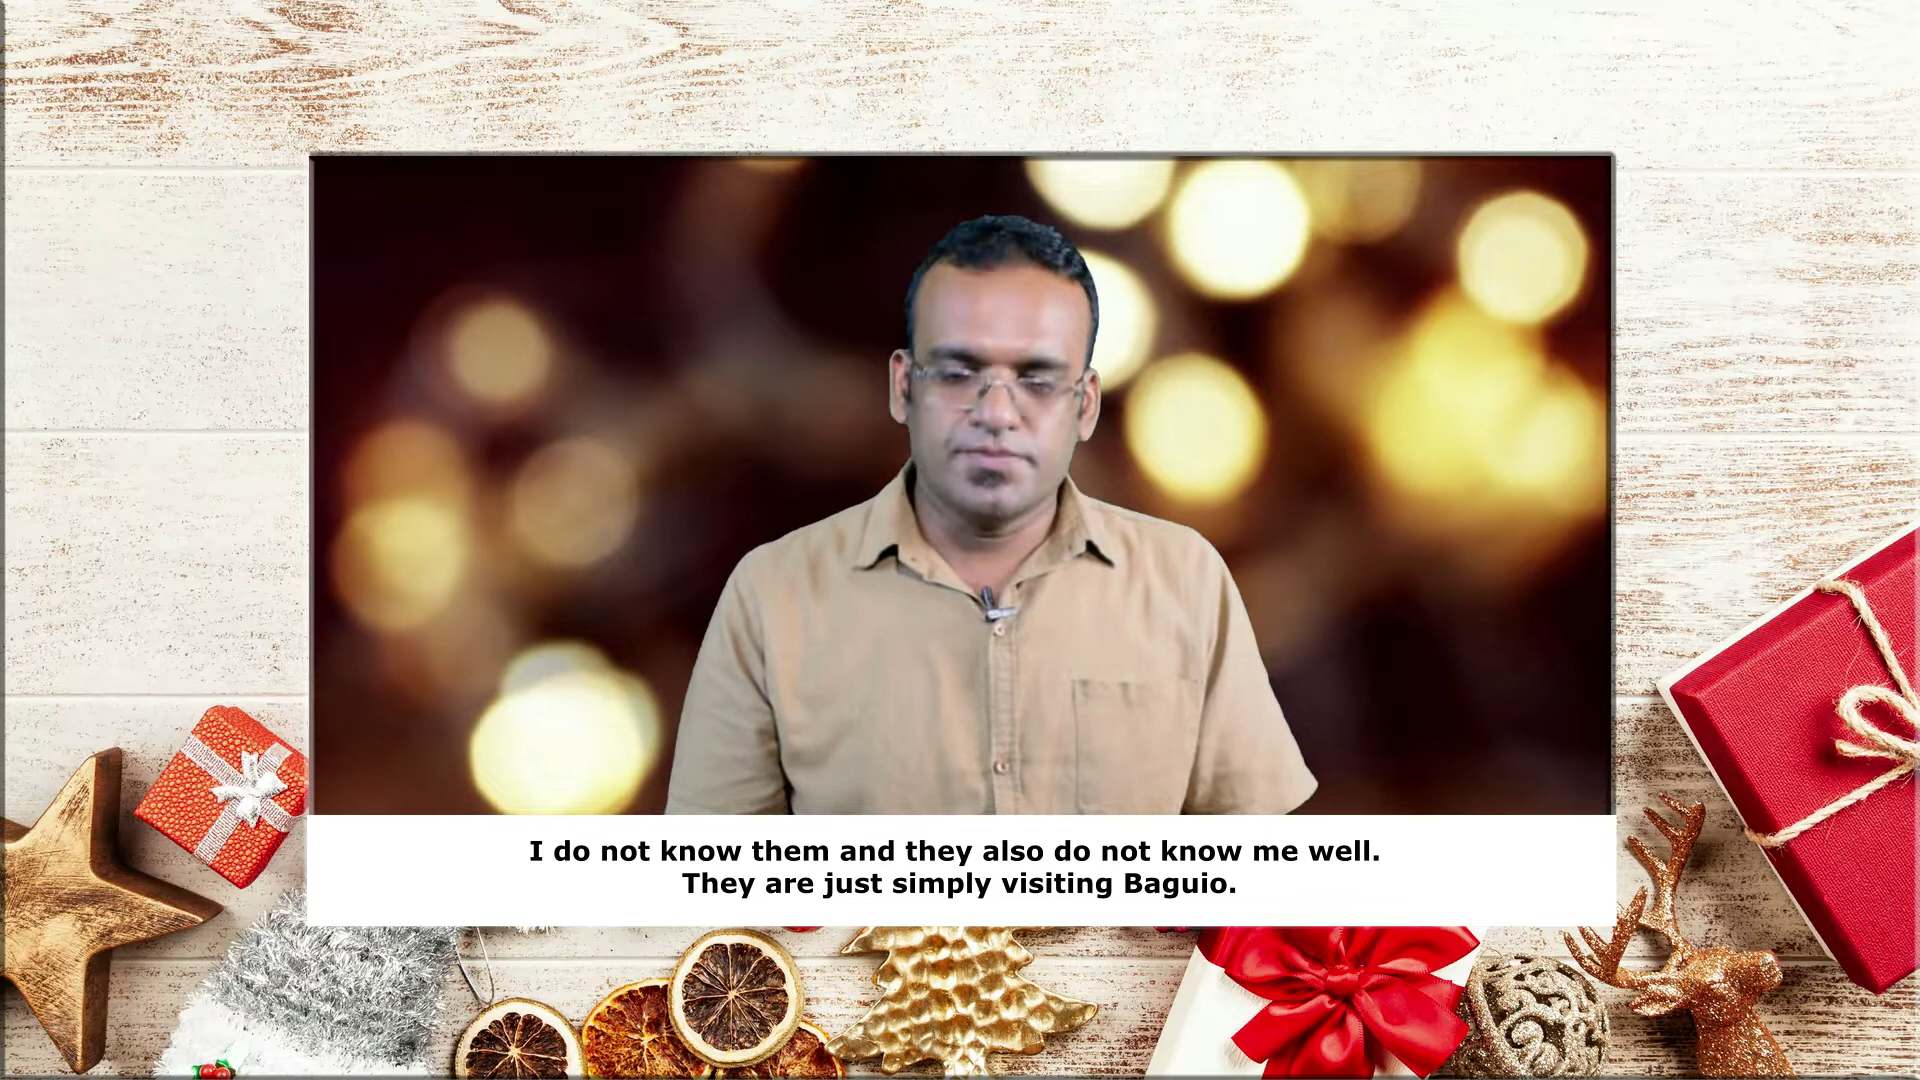 I do not know them and they also do not know me well.
They are just simply visiting Baguio.